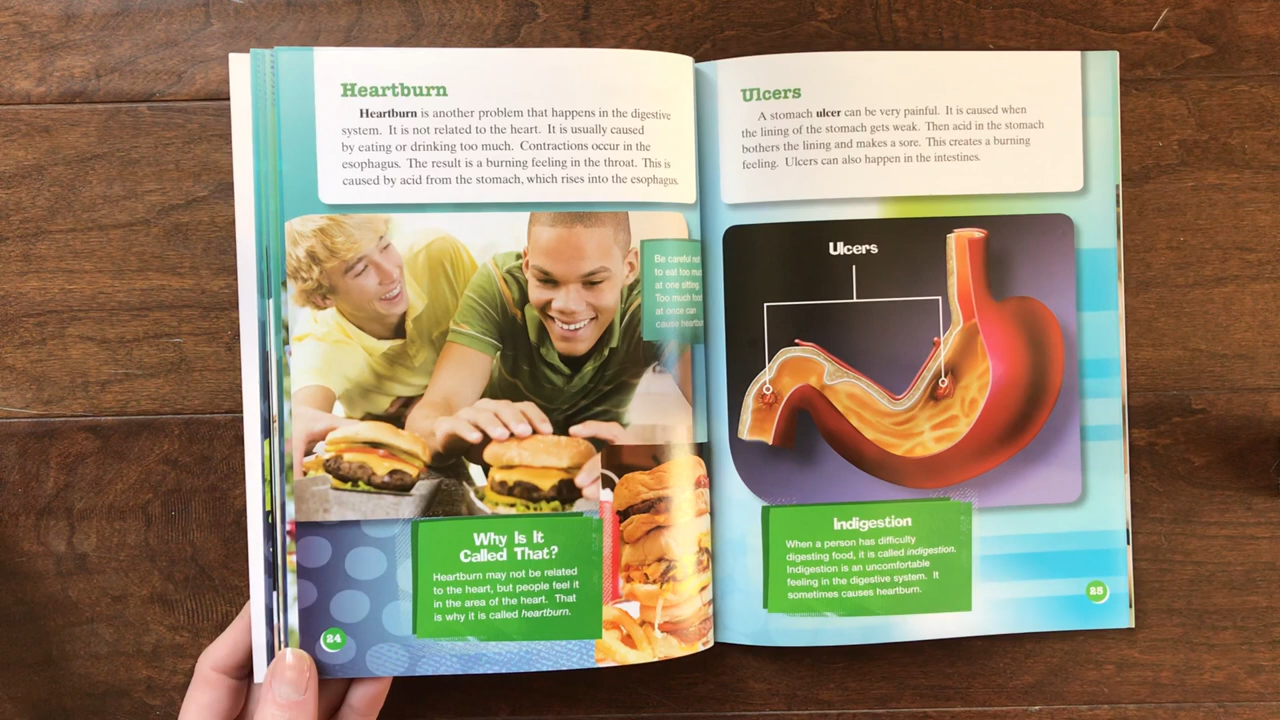 Heartburn
Heartburn is another problem that happens in the digestive
system. It is not related to the heart. It is usually caused
by eating or drinking too much. Contractions occur in the
esophagus. The result is a burning feeling in the throat. This is
caused by acid from the stomach, which rises into the esophagus.
Be careful not
to eat too
at one sitting.
Too much
at once can
cause
Why Is It
Called That?
Heartburn may not be related
to the heart, but people feel it
in the area of the heart. That
is why it is called heartburn.
24
Ulcers
A stomach ulcer can be very painful. It is caused when
the lining of the stomach gets weak. Then acid in the stomach
bothers the lining and makes a sore. This creates a burning
feeling. Ulcers can also happen in the intestines.
Ulcers
Indigestion
When a person has difficulty
digesting food, it is called indigestion.
Indigestion is an uncomfortable
feeling in the digestive system. It
sometimes causes heartburn.
25